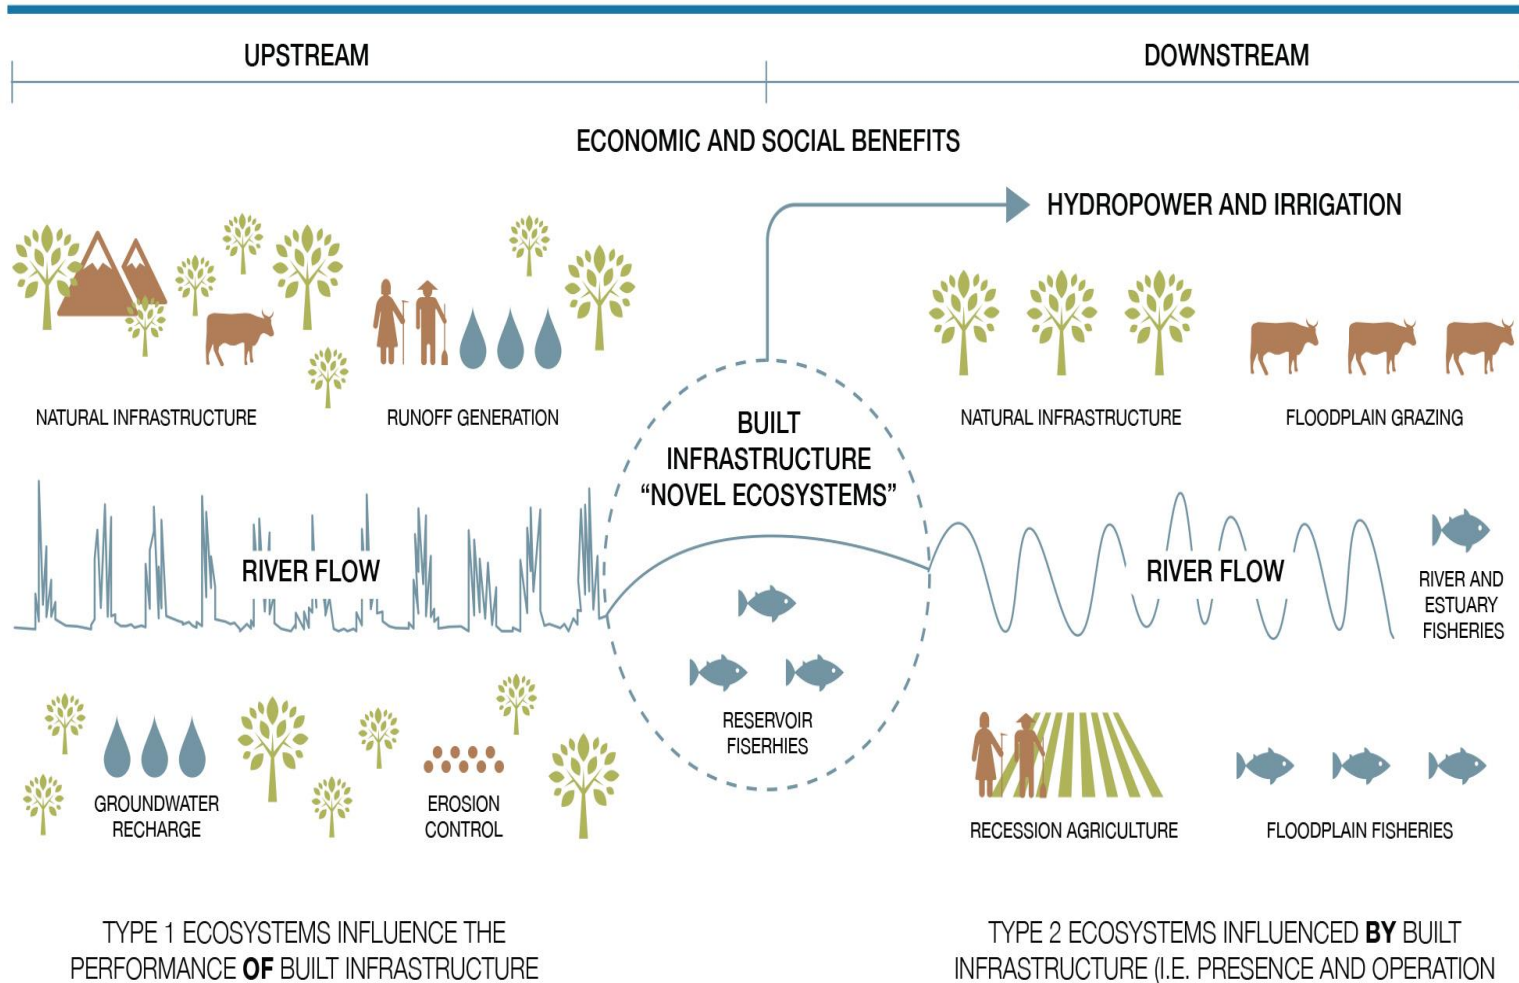 UPSTREAM
DOWNSTREAM
ECONOMIC AND SOCIAL BENEFITS
HYDROPOWER AND IRRIGATION
NATURAL INFRASTRUCTURE
RUNOFF GENERATION
BUILT
INFRASTRUCTURE
“NOVEL ECOSYSTEMS”
NATURAL INFRASTRUCTURE
FLOODPLAIN GRAZING
RIVER FLOW
RIVER FLOW
RIVER AND
ESTUARY
FISHERIES
RESERVOIR
FISERHIES
GROUNDWATER
RECHARGE
EROSION
CONTROL
RECESSION AGRICULTURE
FLOODPLAIN FISHERIES
TYPE 1 ECOSYSTEMS INFLUENCE THE
PERFORMANCE OF BUILT INFRASTRUCTURE
TYPE 2 ECOSYSTEMS INFLUENCED BY BUILT
INFRASTRUCTURE (I.E. PRESENCE AND OPERATION